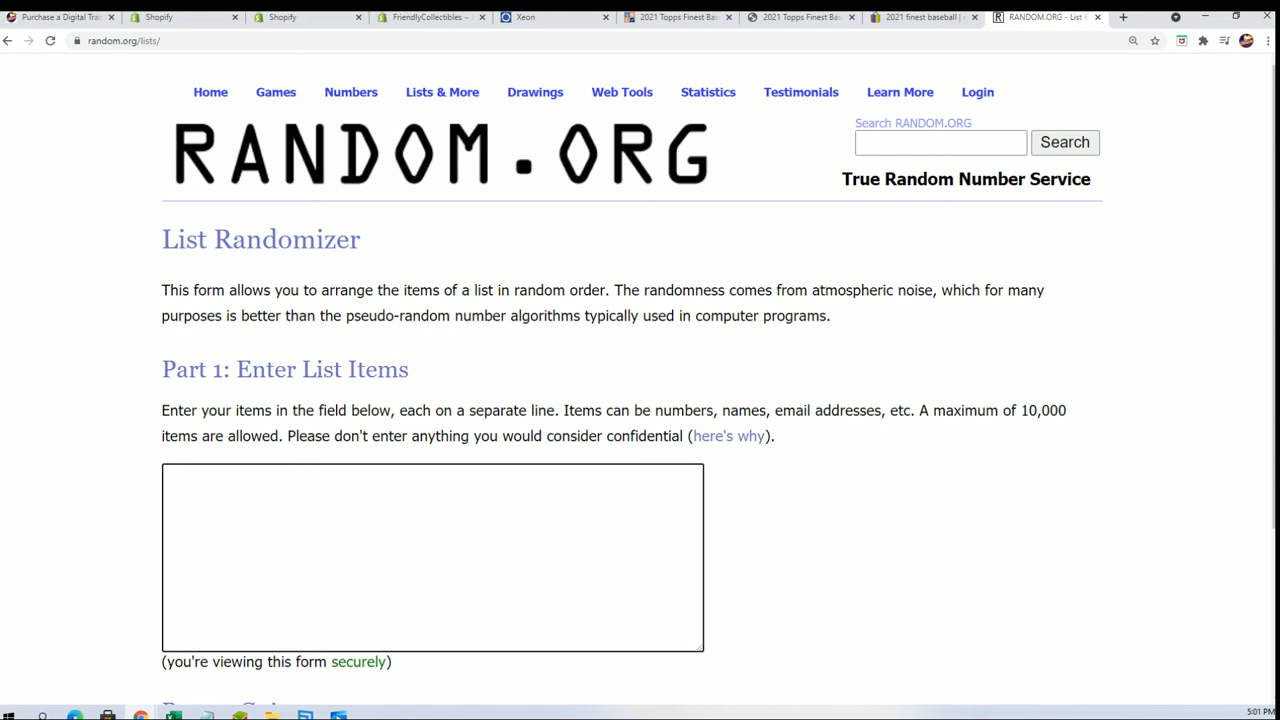 Purchase a Digital Trac
Shopify
Shopify
FriendlyCollectibles –
Xeon
2021 Topps Finest Bas
2021 Topps Finest Bas
2021 finest baseball |
RANDOM.ORG - List R
random.org/lists/
Home Games Numbers Lists & More Drawings Web Tools Statistics Testimonials Learn More Login
RANDOM.ORG
Search RANDOM.ORG
Search
True Random Number Service
List Randomizer
This form allows you to arrange the items of a list in random order. The randomness comes from atmospheric noise, which for many
purposes is better than the pseudo-random number algorithms typically used in computer programs.
Part 1: Enter List Items
Enter your items in the field below, each on a separate line. Items can be numbers, names, email addresses, etc. A maximum of 10,000
items are allowed. Please don't enter anything you would consider confidential (here's why).
(you're viewing this form securely)
5:01 PM